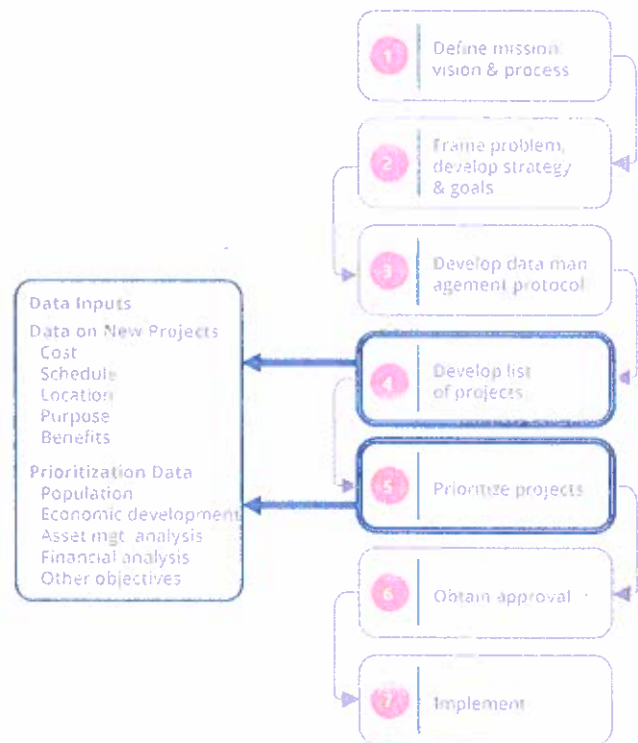 1
Define mission
vision & process
2
Frame problem,
develop strategy
& goals
3
Develop data man
agement protocol
Data Inputs
Data on New Projects
Cost
Schedule
Location
Purpose
Benefits
Prioritization Data
Population
Economic development
Asset mgt. analysis
Financial analysis
Other objectives
4
Develop list
of projects
5
Prioritize projects
6
Obtain approval
7
Implement